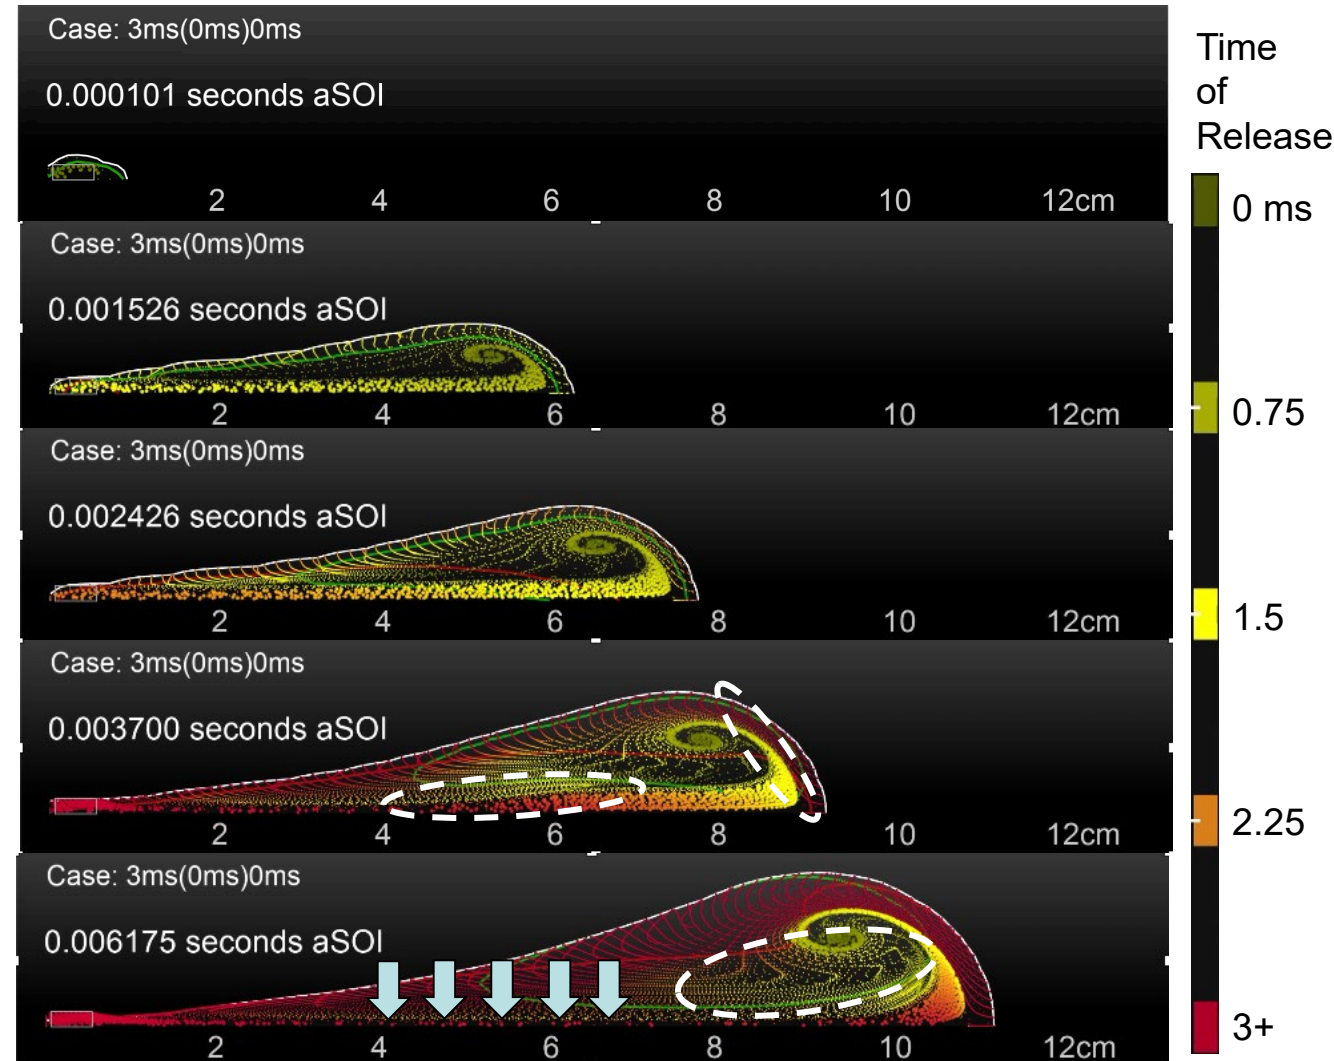 Case: 3ms(0ms)0ms
0.000101 seconds aSOI
2 4 6 8 10 12cm
Case: 3ms(0ms)0ms
0.001526 seconds aSOI
2 4 6 8 10 12cm
Case: 3ms(0ms)0ms
0.002426 seconds aSOI
2 4 6 8 10 12cm
Case: 3ms(0ms)0ms
0.003700 seconds aSOI
2 4 6 8 10 12cm
Case: 3ms(0ms)0ms
0.006175 seconds aSOI
2 4 6 8 10 12cm
Time
of
Release
0 ms
0.75
1.5
2.25
3+